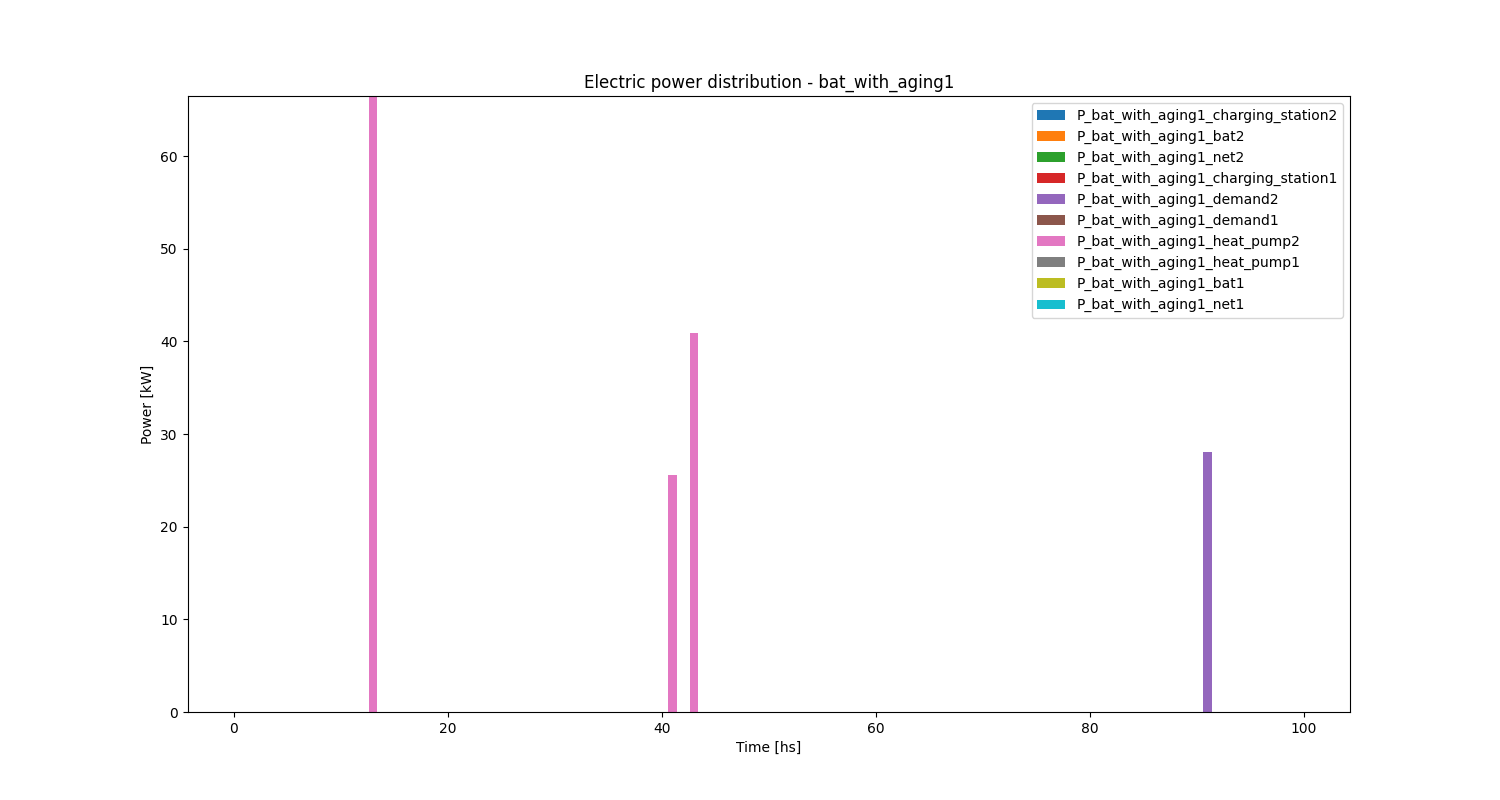 Electric power distribution - bat_with_aging1
P_bat_with_aging1_charging_station2
P_bat_with_aging1_bat2
P_bat_with_aging1_net2
P_bat_with_aging1_charging_station1
P_bat_with_aging1_demand2
P_bat_with_aging1_demand1
P_bat_with_aging1_heat_pump2
P_bat_with_aging1_heat_pump1
P_bat_with_aging1_bat1
P_bat_with_aging1_net1
Power [kW]
60
50
40
30
20
10
0
0 20 40 60 80 100
Time [hs]